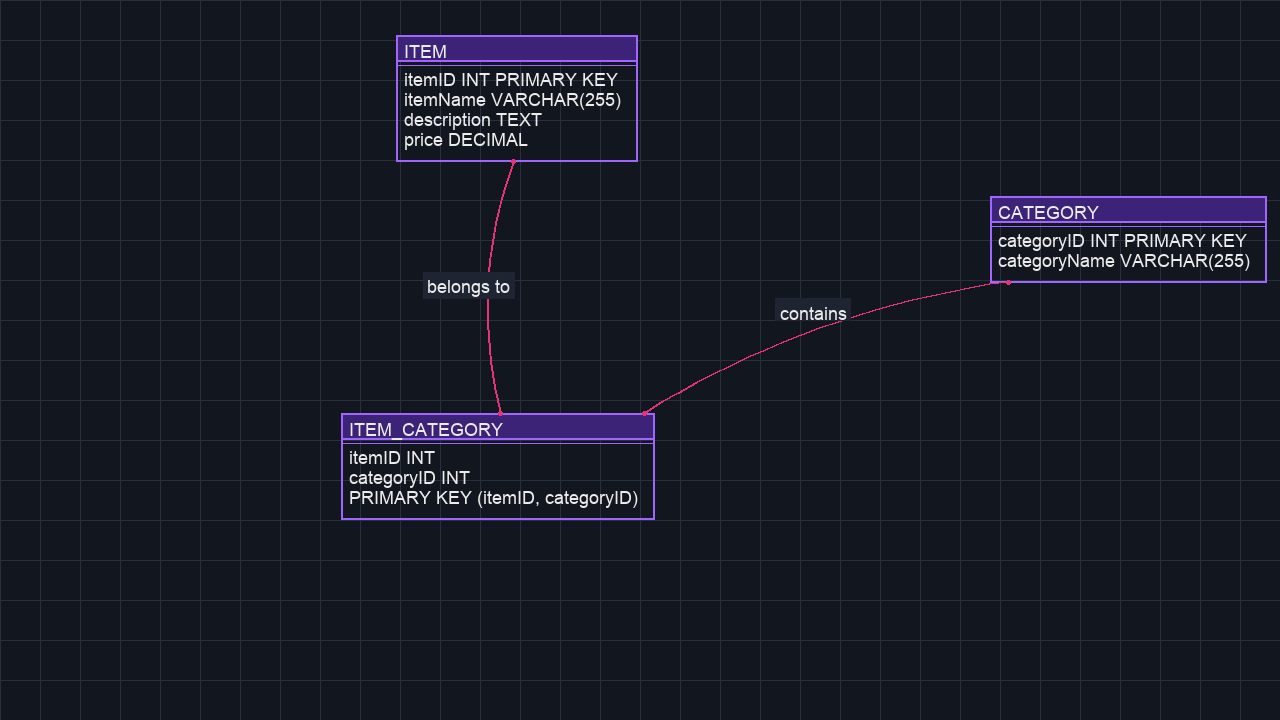 ITEM
itemID INT PRIMARY KEY
itemName VARCHAR(255)
description TEXT
price DECIMAL
CATEGORY
categoryID INT PRIMARY KEY
categoryName VARCHAR(255)
belongs to
contains
ITEM_CATEGORY
itemID INT
categoryID INT
PRIMARY KEY (itemID, categoryID)